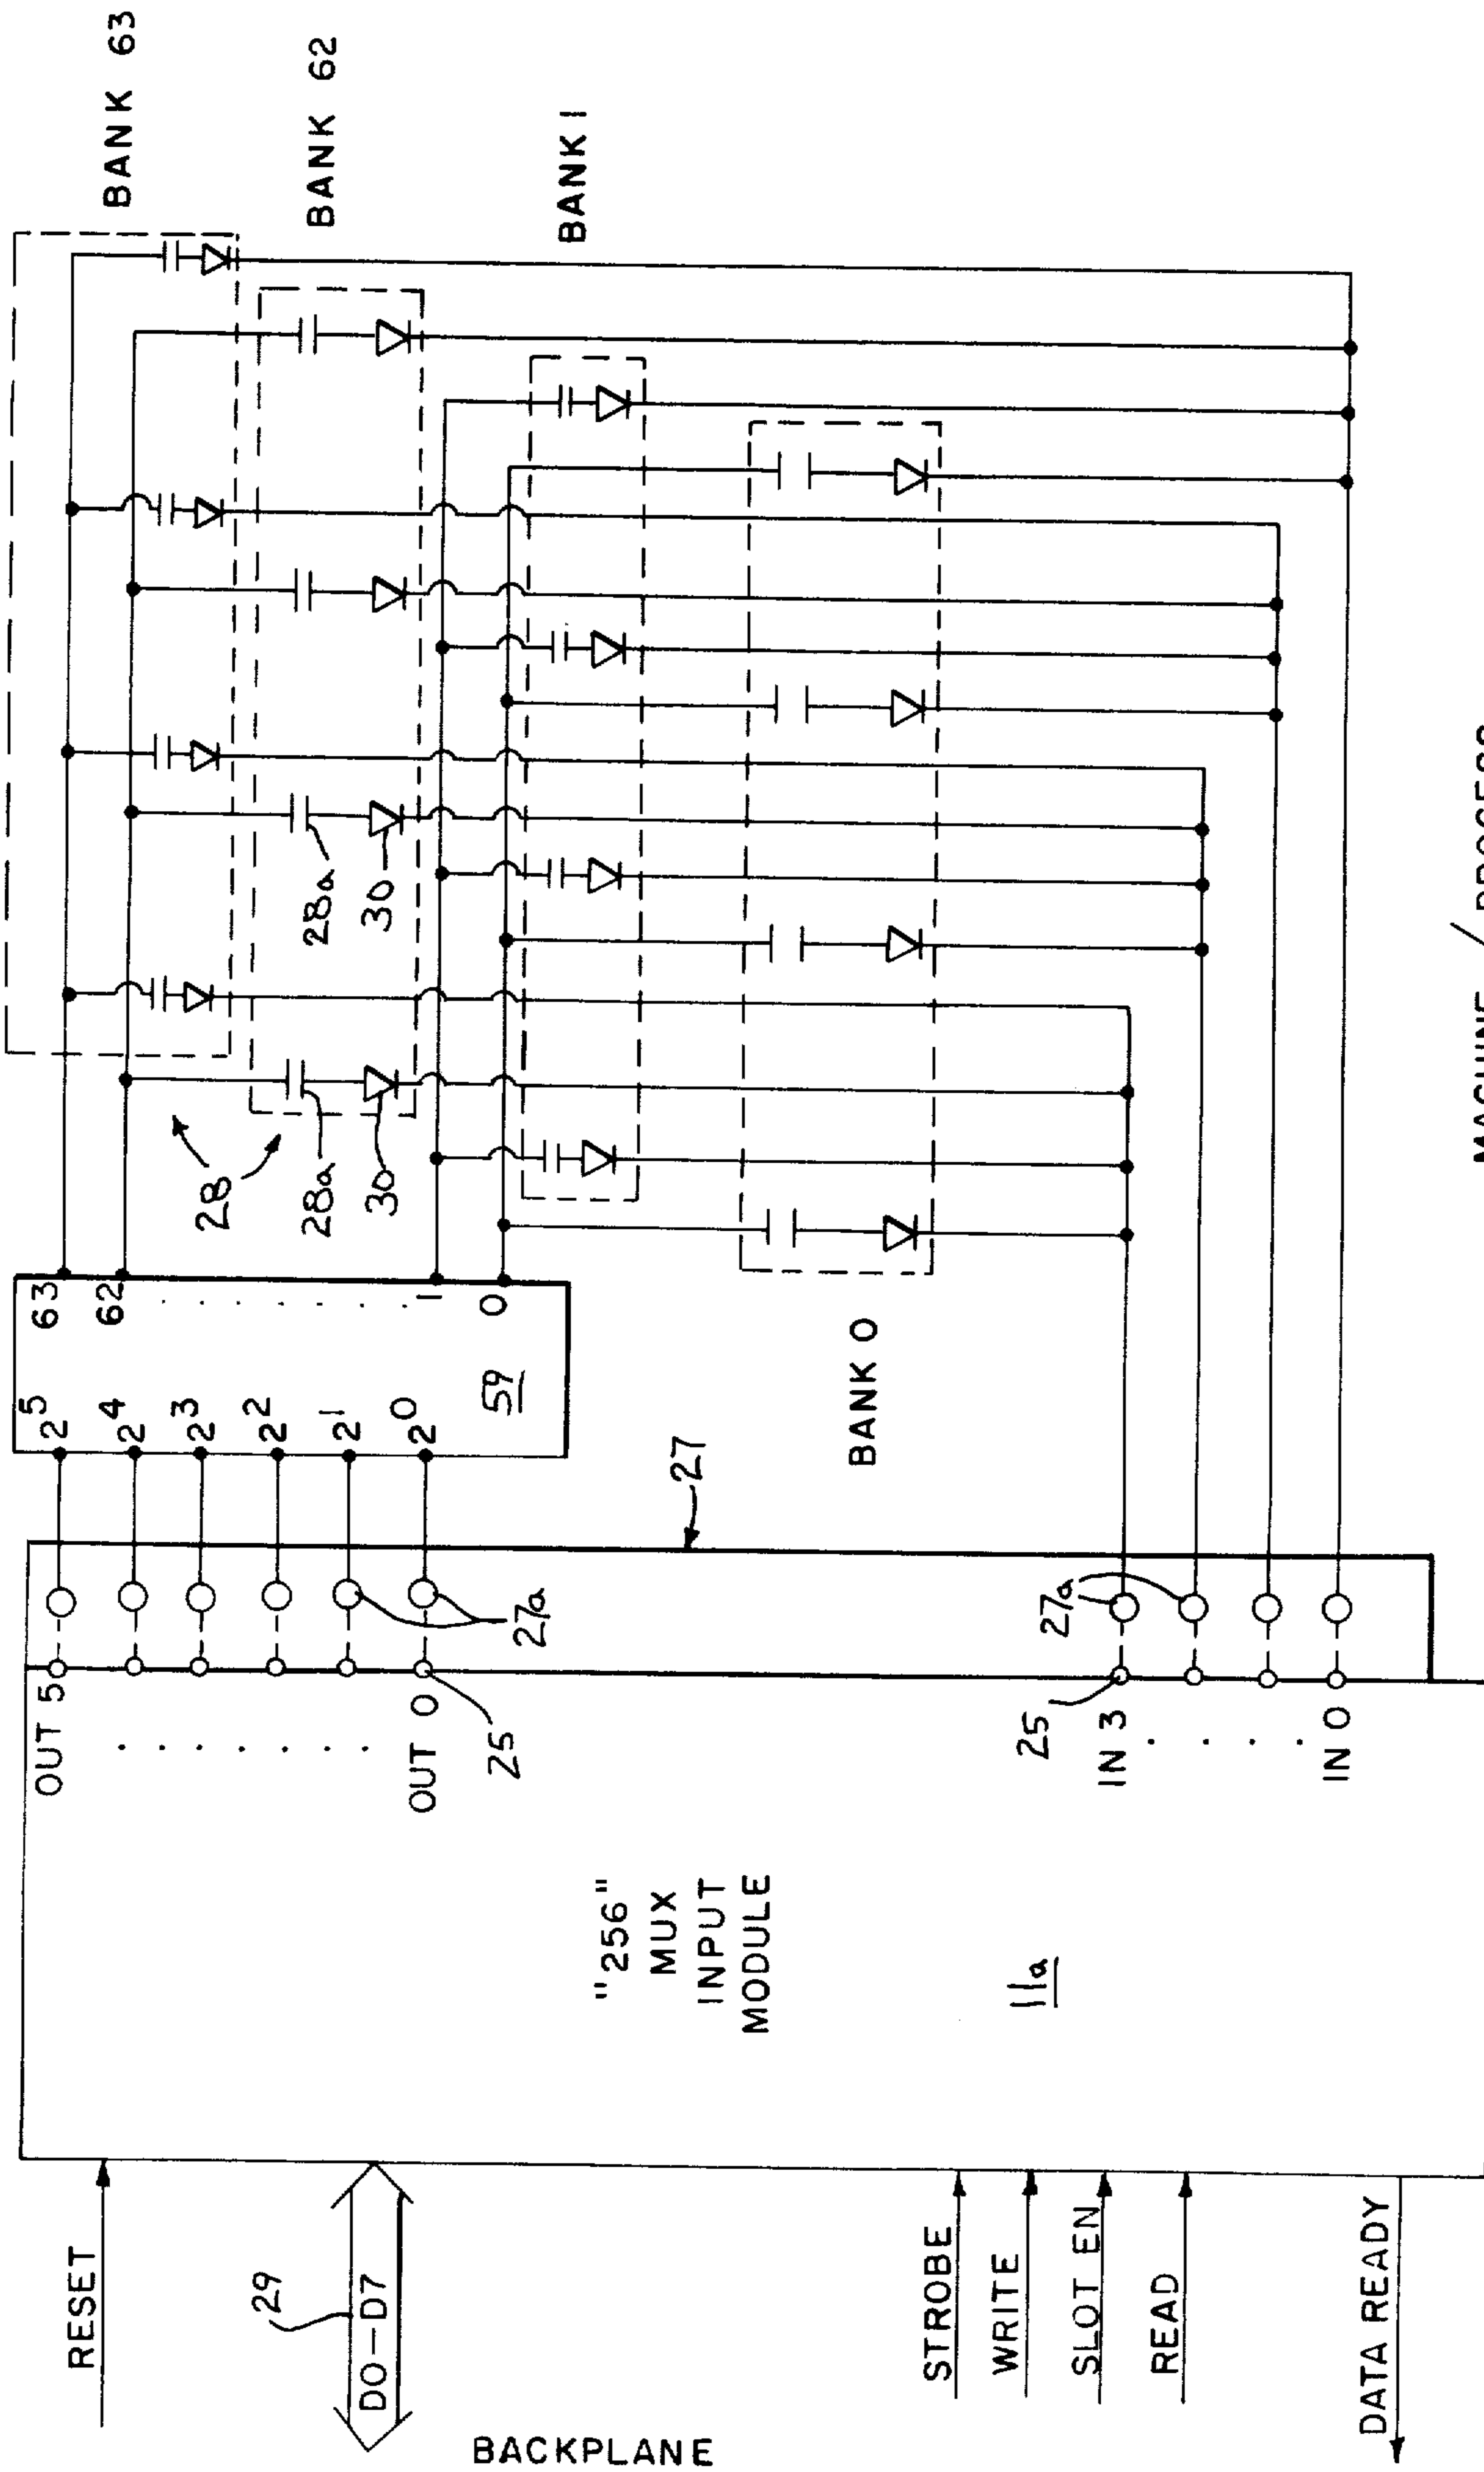 BANK 63
BANK 62
BANK 1
28a
30
28
28a
30
63
62
1
0
2^5
2^4
2^3
2^2
2^1
2^0
59
BANK 0
27
27a
27a
OUT 5
OUT 0
25
25
IN 3
IN 0
"256"
MUX
INPUT
MODULE
11a
RESET
29
D0-D7
STROBE
WRITE
SLOT EN
READ
DATA READY
BACKPLANE
MACHINE / PROCESS